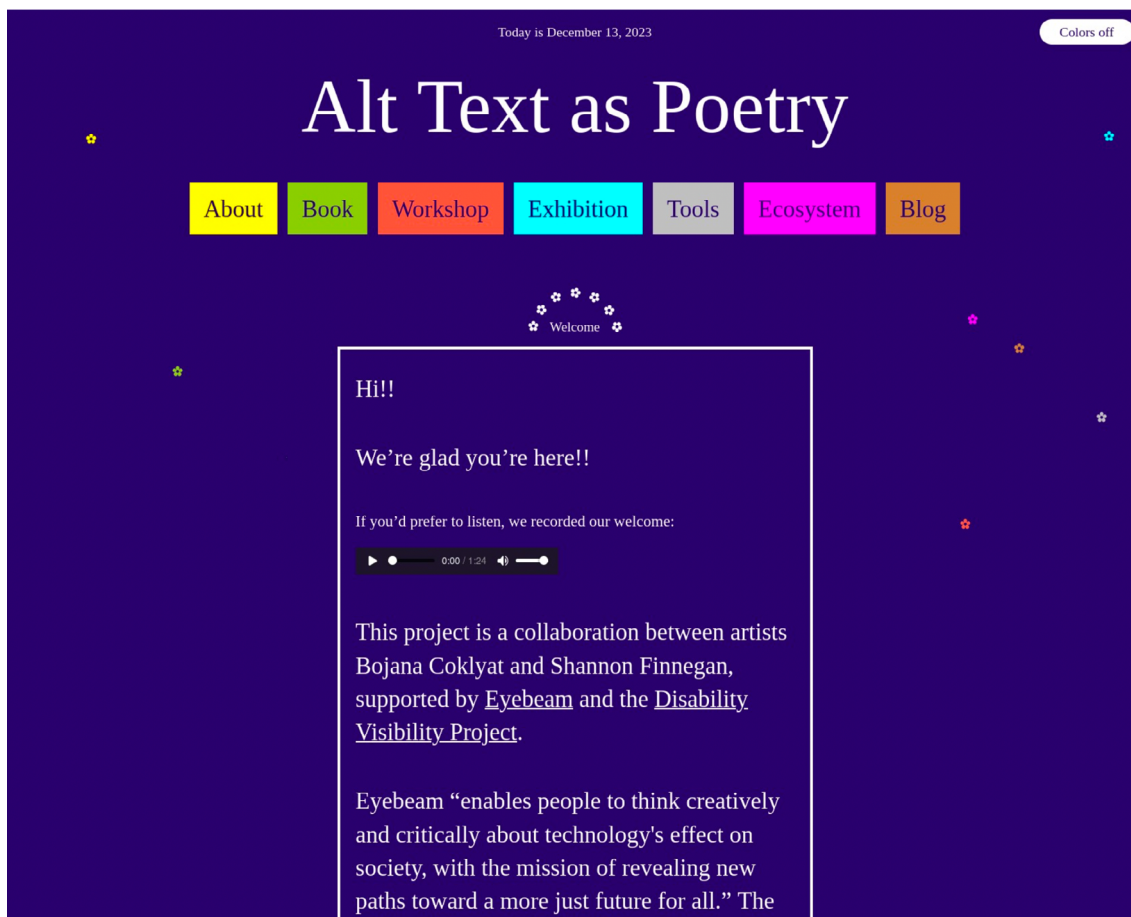 Today is December 13, 2023
Colors off
Alt Text as Poetry
About Book Workshop Exhibition Tools Ecosystem Blog
Welcome
Hi!!
We’re glad you’re here!!
If you’d prefer to listen, we recorded our welcome:
0:00 / 1:24
This project is a collaboration between artists
Bojana Coklyat and Shannon Finnegan,
supported by Eyebeam and the Disability
Visibility Project.
Eyebeam “enables people to think creatively
and critically about technology's effect on
society, with the mission of revealing new
paths toward a more just future for all.” The